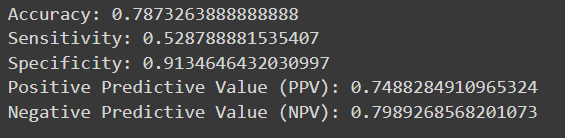 Accuracy: 0.7873263888888888
Sensitivity: 0.528788881535407
Specificity: 0.9134646432030997
Positive Predictive Value (PPV): 0.7488284910965324
Negative Predictive Value (NPV): 0.7989268568201073